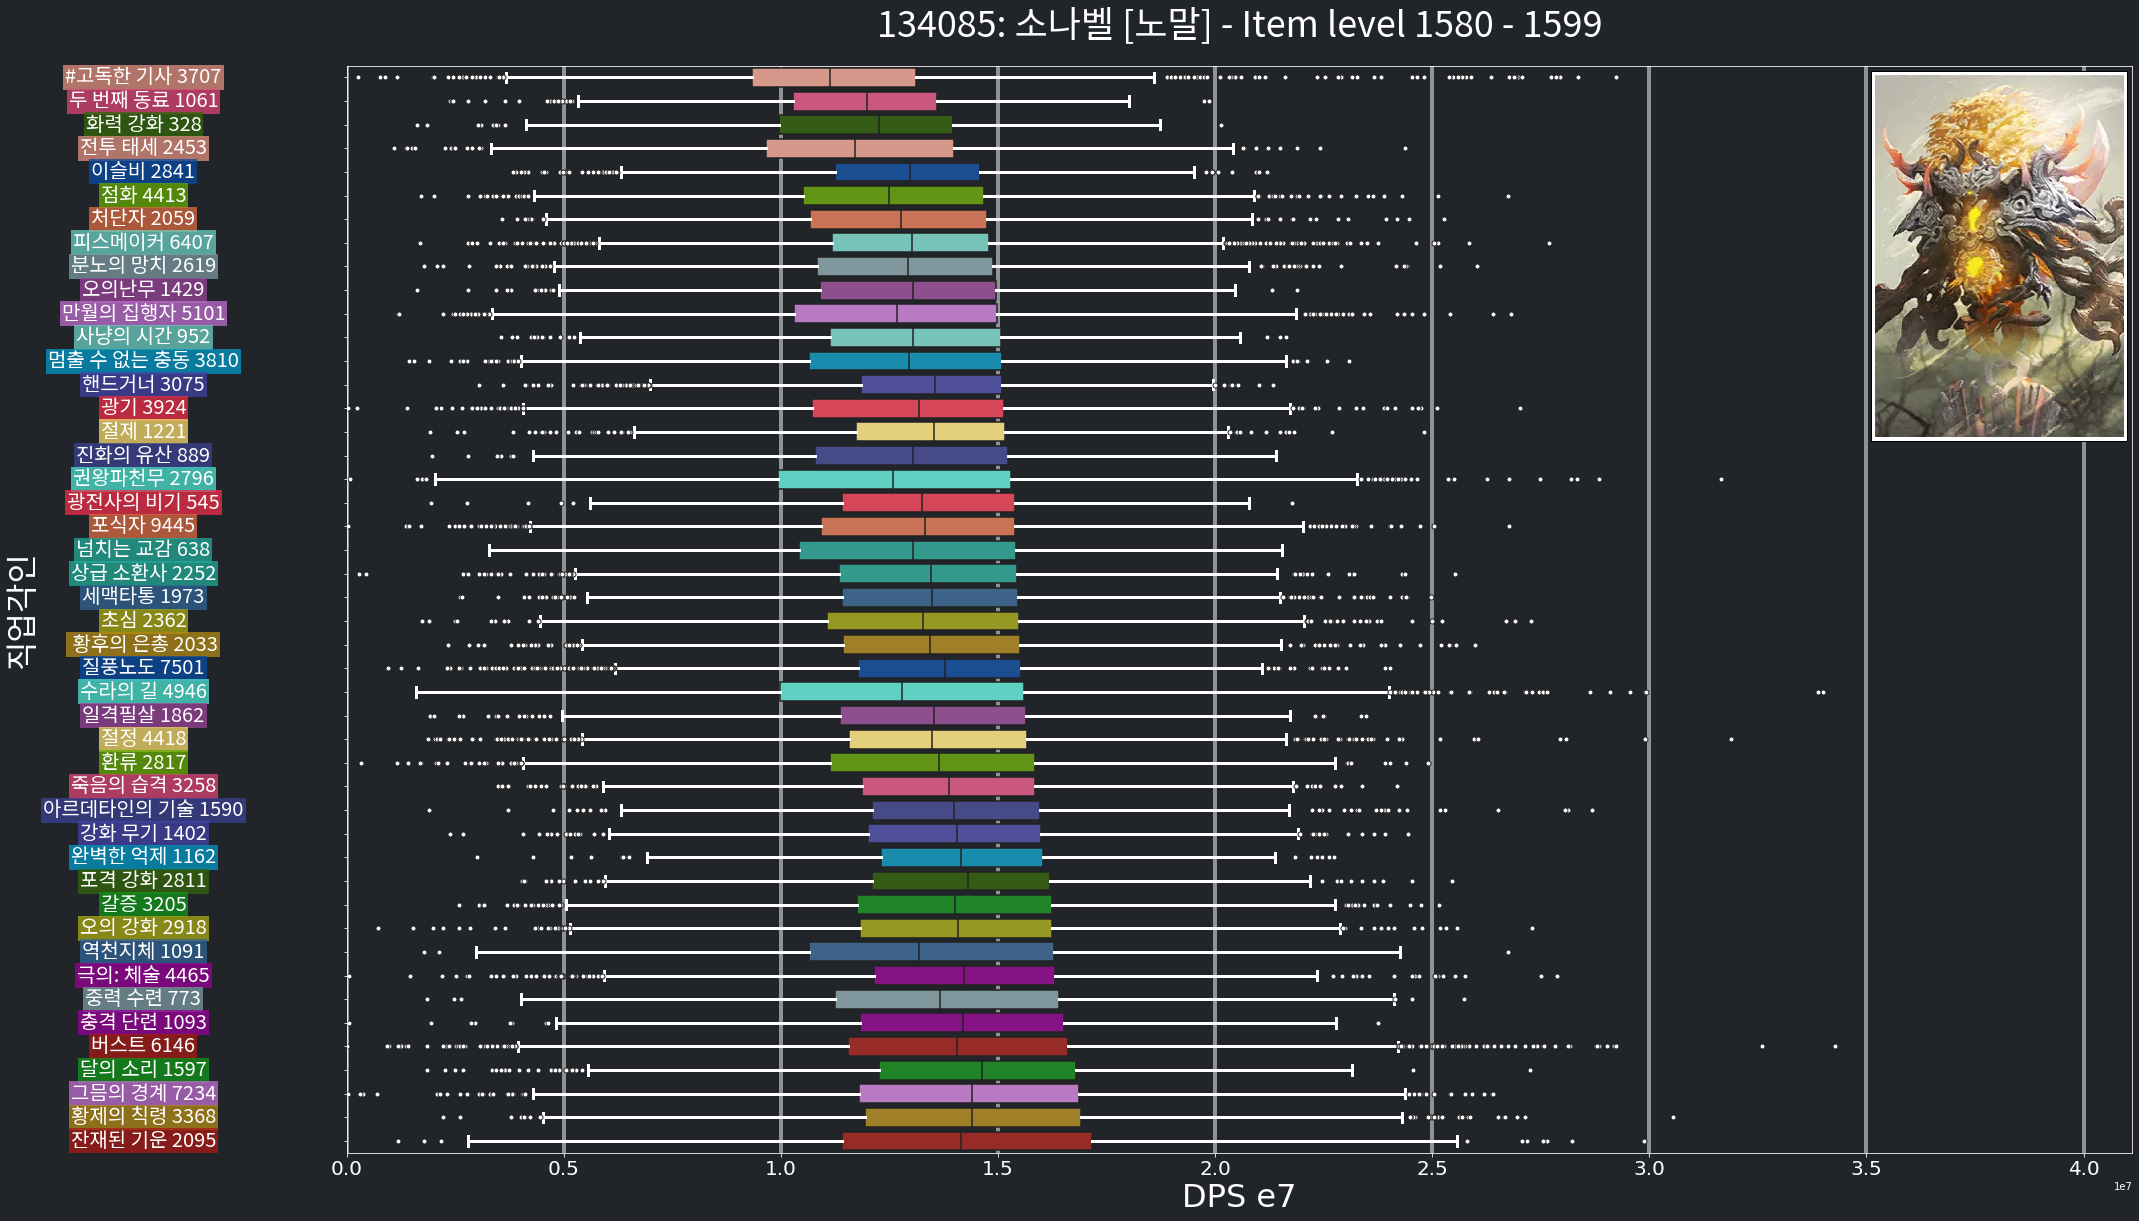 134085: 소나벨 [노말] - Item level 1580 - 1599
#고독한 기사 3707
두 번째 동료 1061
화력 강화 328
전투 태세 2453
이슬비 2841
점화 4413
처단자 2059
피스메이커 6407
분노의 망치 2619
오의난무 1429
만월의 집행자 5101
사냥의 시간 952
멈출 수 없는 충동 3810
핸드거너 3075
광기 3924
절제 1221
진화의 유산 889
권왕파천무 2796
광전사의 비기 545
포식자 9445
넘치는 교감 638
상급 소환사 2252
세맥타통 1973
초심 2362
황후의 은총 2033
질풍노도 7501
수라의 길 4946
일격필살 1862
절정 4418
환류 2817
죽음의 습격 3258
아르데타인의 기술 1590
강화 무기 1402
완벽한 억제 1162
포격 강화 2811
갈증 3205
오의 강화 2918
역천지체 1091
극의: 체술 4465
중력 수련 773
충격 단련 1093
버스트 6146
달의 소리 1597
그믐의 경계 7234
황제의 칙령 3368
잔재된 기운 2095
직업각인
0.0 0.5 1.0 1.5 2.0 2.5 3.0 3.5 4.0
1e7
DPS e7